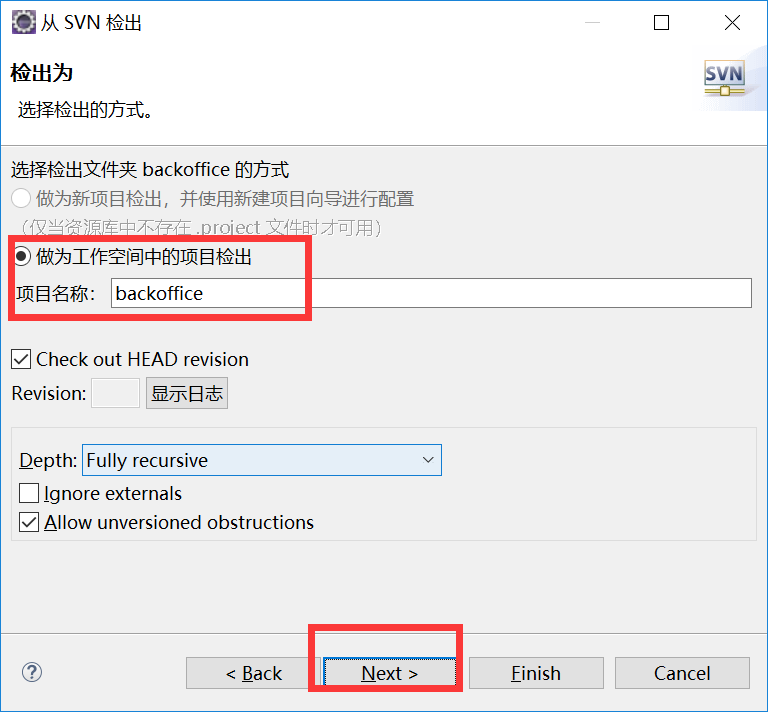 从 SVN 检出
检出为
选择检出的方式。
SVN
选择检出文件夹 backoffice 的方式
做为新项目检出，并使用新建项目向导进行配置
（仅当资源库中不存在 .project 文件时才可用）
做为工作空间中的项目检出
项目名称： backoffice
Check out HEAD revision
Revision: 显示日志
Depth: Fully recursive
Ignore externals
Allow unversioned obstructions
? < Back Next > Finish Cancel